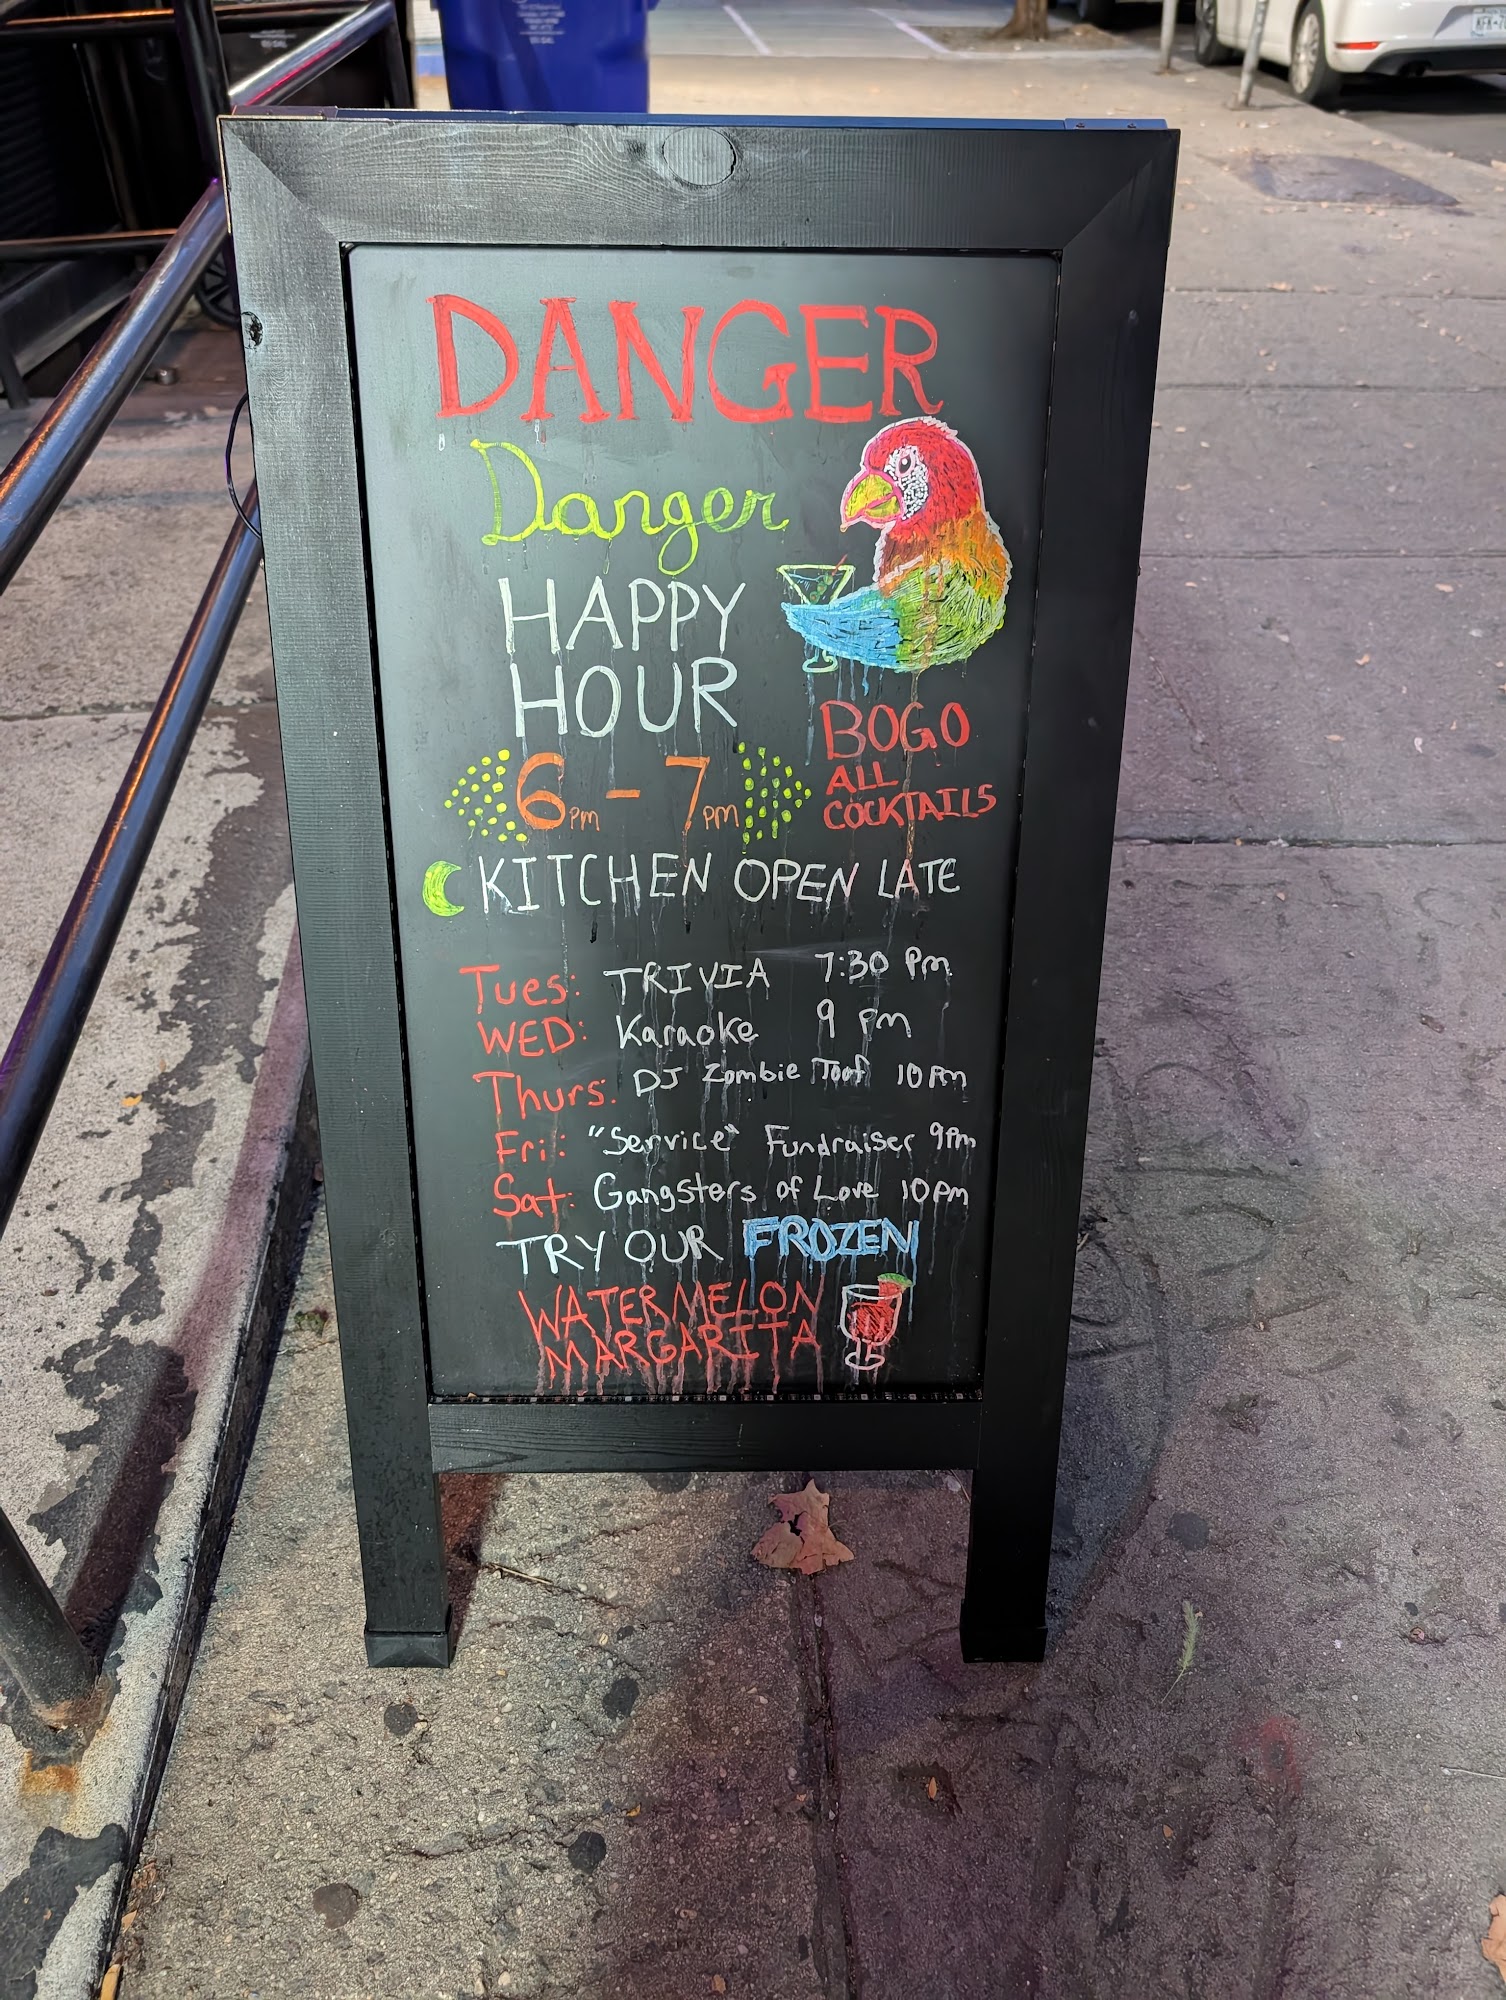 DANGER
Danger
HAPPY
HOUR
6pm - 7pm
BOGO
ALL
COCKTAILS
KITCHEN OPEN LATE
Tues: TRIVIA 7:30 Pm
WED: Karaoke 9 pm
Thurs: DJ Zombie Toof 10pm
Fri: "Service" Fundraiser 9pm
Sat: Gangsters of Love 10pm
TRY OUR FROZEN
WATERMELON
MARGARITA